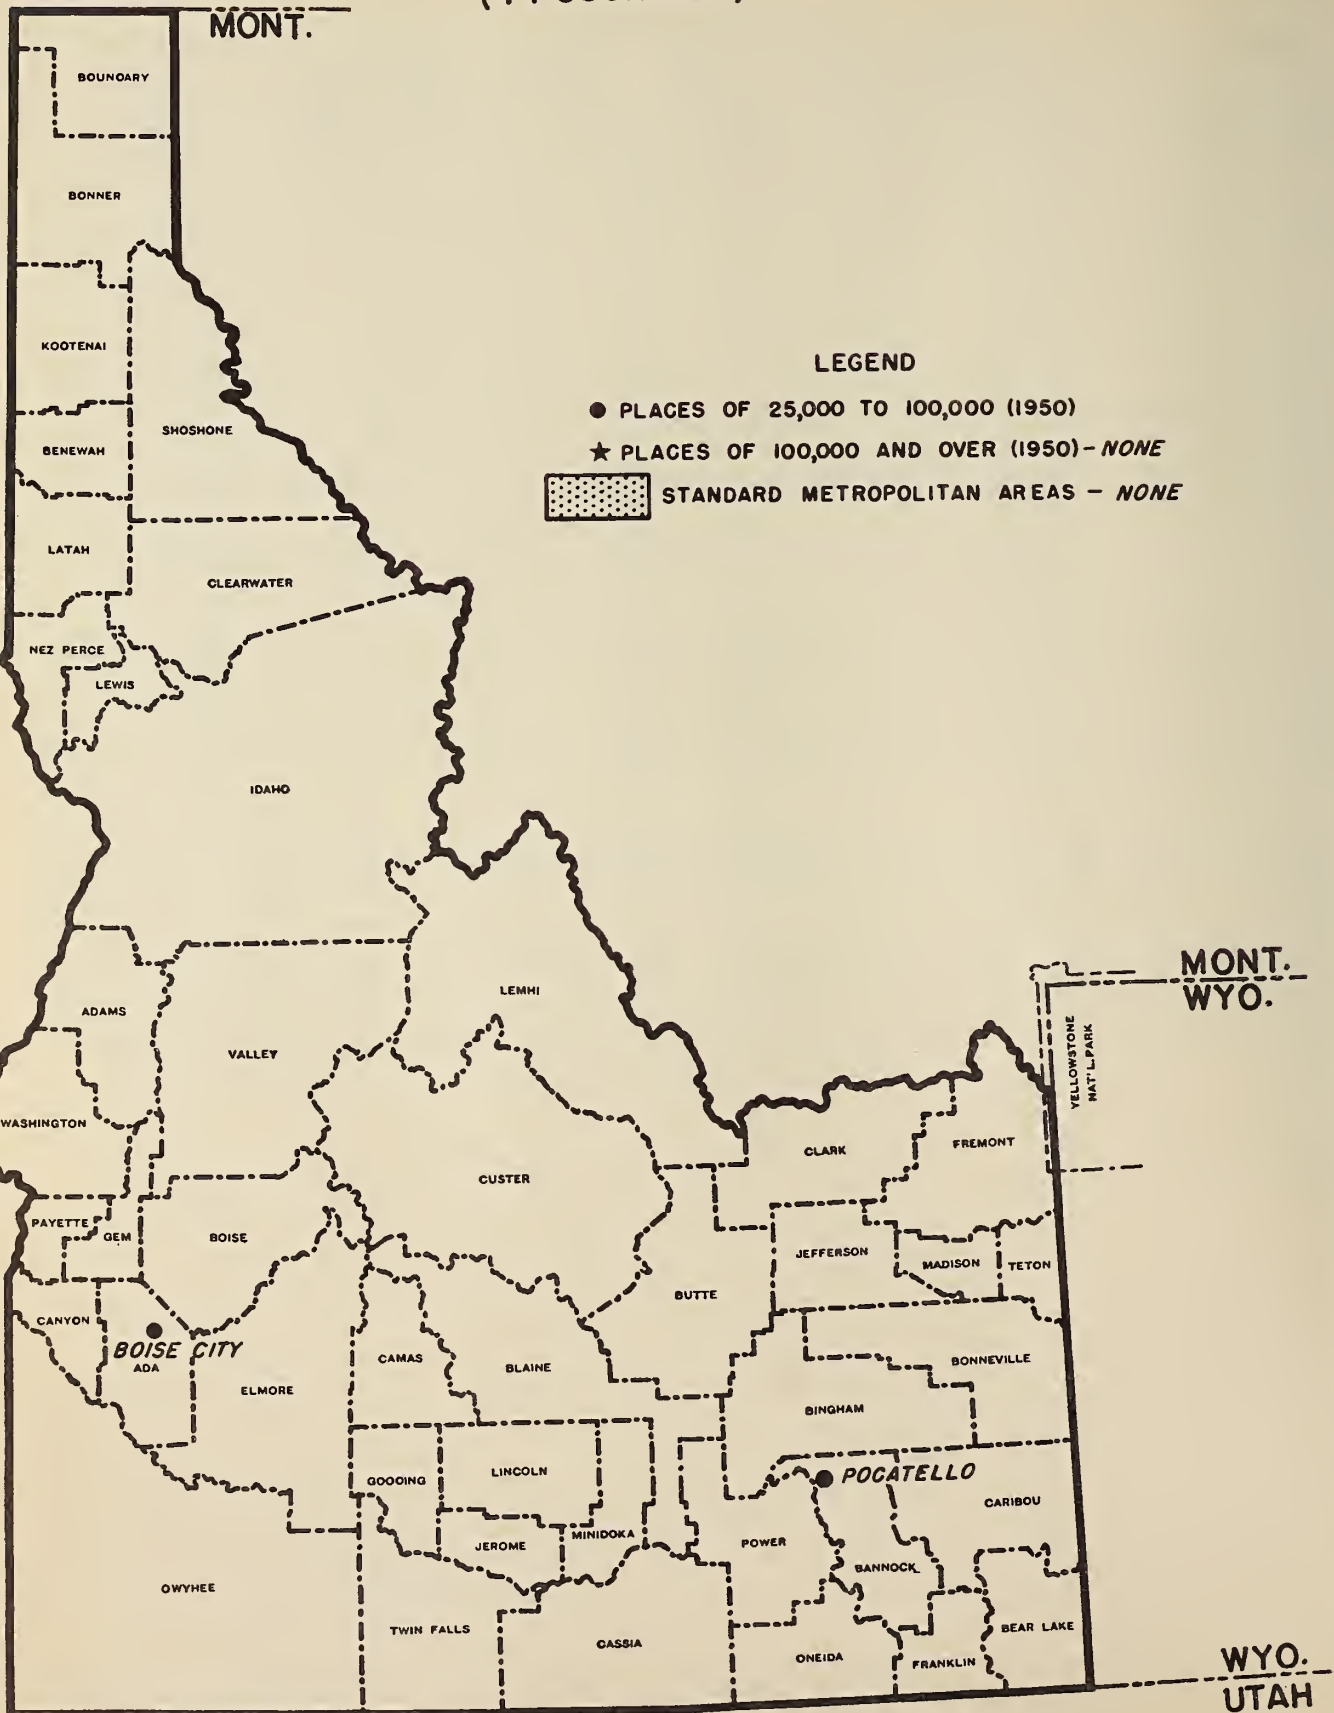 MONT.
BOUNDARY
BONNER
KOOTENAI
SHOSHONE
BENEWAH
LATAH
CLEARWATER
NEZ PERCE
LEWIS
IDAHO
LEGEND
● PLACES OF 25,000 TO 100,000 (1950)
★ PLACES OF 100,000 AND OVER (1950) – NONE
STANDARD METROPOLITAN AREAS – NONE
MONT.
WYO.
YELLOWSTONE
NAT'L. PARK
LEMHI
ADAMS
VALLEY
WASHINGTON
CLARK
FREMONT
CUSTER
PAYETTE
GEM
BOISE
JEFFERSON
MADISON
TETON
BUTTE
CANYON
BOISE CITY
ADA
CAMAS
BLAINE
BONNEVILLE
ELMORE
BINGHAM
GOODING
LINCOLN
POCATELLO
CARIBOU
MINIDOKA
JEROME
POWER
BANNOCK
OWYHEE
TWIN FALLS
CASSIA
BEAR LAKE
ONEIDA
FRANKLIN
WYO.
UTAH